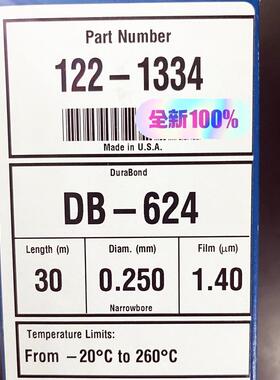 Part Number
122-1334
全新100%
Made in U.S.A.
DuraBond
DB-624
Length (m) Diam. (mm) Film (μm)
30 0.250 1.40
Narrowbore
Temperature Limits:
From -20°C to 260°C